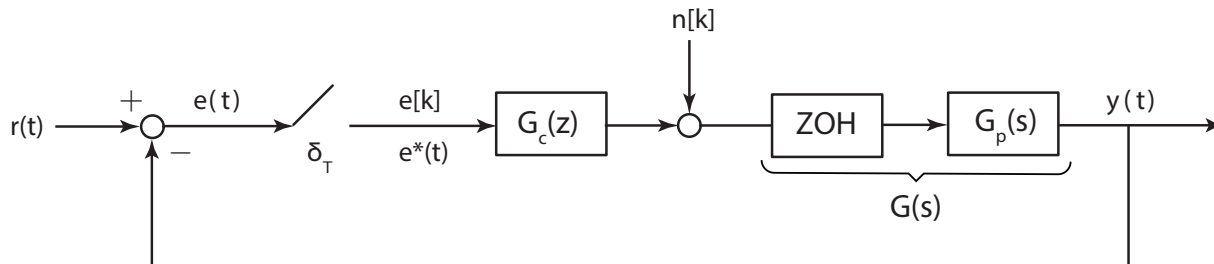 n[k]
r(t)
+
−
e(t)
δ_T
e[k]
e*(t)
G_c(z)
ZOH
G_p(s)
y(t)
G(s)